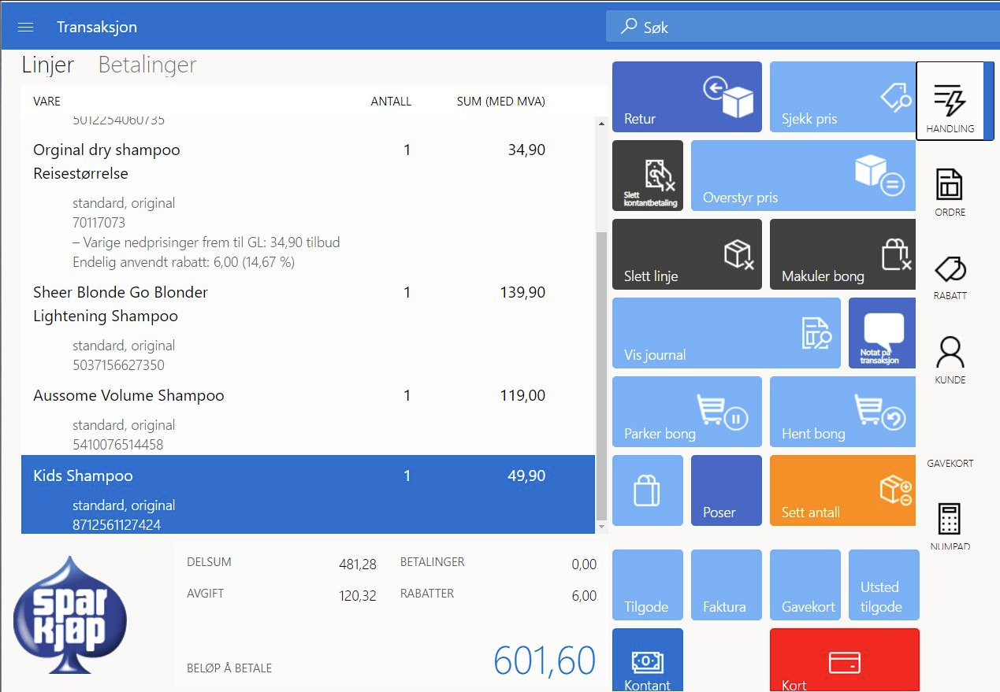 Transaksjon
Søk
Linjer Betalinger
VARE ANTALL SUM (MED MVA)
5012254060735
Orginal dry shampoo 1 34,90
Reisestørrelse
standard, original
70117073
– Varige nedprisinger frem til GL: 34,90 tilbud
Endelig anvendt rabatt: 6,00 (14,67 %)
Sheer Blonde Go Blonder 1 139,90
Lightening Shampoo
standard, original
5037156627350
Aussome Volume Shampoo 1 119,00
standard, original
5410076514458
Kids Shampoo 1 49,90
standard, original
8712561127424
spar
kjøp
DELSUM 481,28 BETALINGER 0,00
AVGIFT 120,32 RABATTER 6,00
BELØP Å BETALE 601,60
Retur
Sjekk pris
Slett
kontantbetaling
Overstyr pris
Slett linje
Makuler bong
Vis journal
Notat på
transaksjon
Parker bong
Hent bong
Poser
Sett antall
Tilgode
Faktura
Gavekort
Utsted
tilgode
Kontant
Kort
HANDLING
ORDRE
RABATT
KUNDE
GAVEKORT
NUMPAD